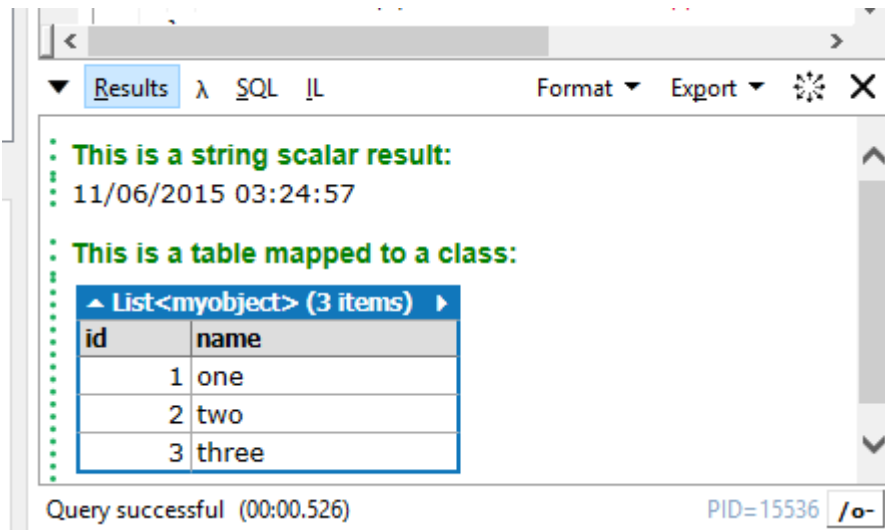 Results λ SQL IL Format Export
This is a string scalar result:
11/06/2015 03:24:57
This is a table mapped to a class:
List<myobject> (3 items)
id name
1 one
2 two
3 three
Query successful (00:00.526) PID=15536 /o-